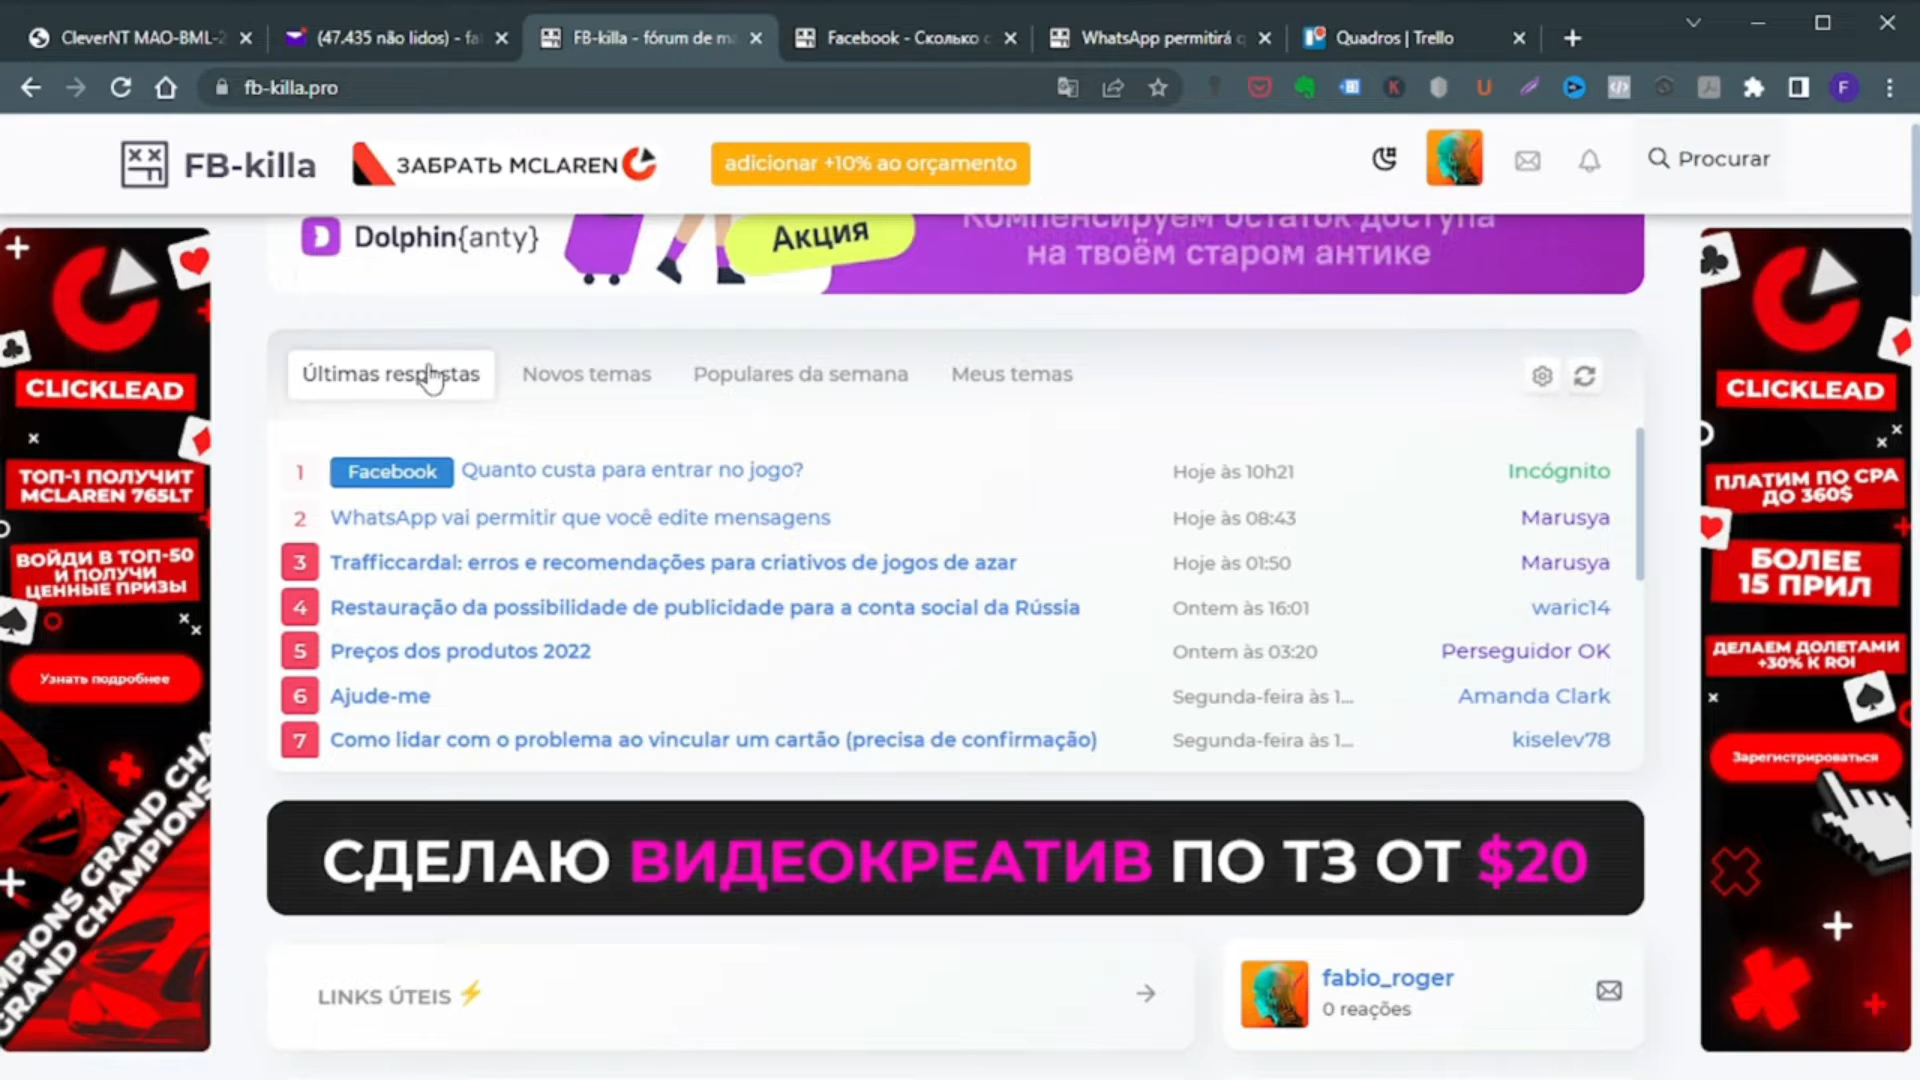 CleverNT MAO-BML-2
(47.435 não lidos) - fa
FB-killa - fórum de ma
Facebook - Сколько с
WhatsApp permitirá q
Quadros | Trello
fb-killa.pro
FB-killa
ЗАБРАТЬ MCLAREN
adicionar +10% ao orçamento
Procurar
Dolphin{anty}
Акция
Компенсируем остаток доступа
на твоём старом антике
CLICKLEAD
ТОП-1 ПОЛУЧИТ
MCLAREN 765LT
ВОЙДИ В ТОП-50
И ПОЛУЧИ
ЦЕННЫЕ ПРИЗЫ
Узнать подробнее
GRAND CHAMPIONS
Últimas respostas
Novos temas
Populares da semana
Meus temas
1 Facebook Quanto custa para entrar no jogo? Hoje às 10h21 Incógnito
2 WhatsApp vai permitir que você edite mensagens Hoje às 08:43 Marusya
3 Trafficcardal: erros e recomendações para criativos de jogos de azar Hoje às 01:50 Marusya
4 Restauração da possibilidade de publicidade para a conta social da Rússia Ontem às 16:01 waric14
5 Preços dos produtos 2022 Ontem às 03:20 Perseguidor OK
6 Ajude-me Segunda-feira às 1... Amanda Clark
7 Como lidar com o problema ao vincular um cartão (precisa de confirmação) Segunda-feira às 1... kiselev78
СДЕЛАЮ ВИДЕОКРЕАТИВ ПО ТЗ ОТ $20
LINKS ÚTEIS
fabio_roger
0 reações
CLICKLEAD
ПЛАТИМ ПО CPA
ДО 360$
БОЛЕЕ
15 ПРИЛ
ДЕЛАЕМ ДОЛЕТАМИ
+30% К ROI
Зарегистрироваться